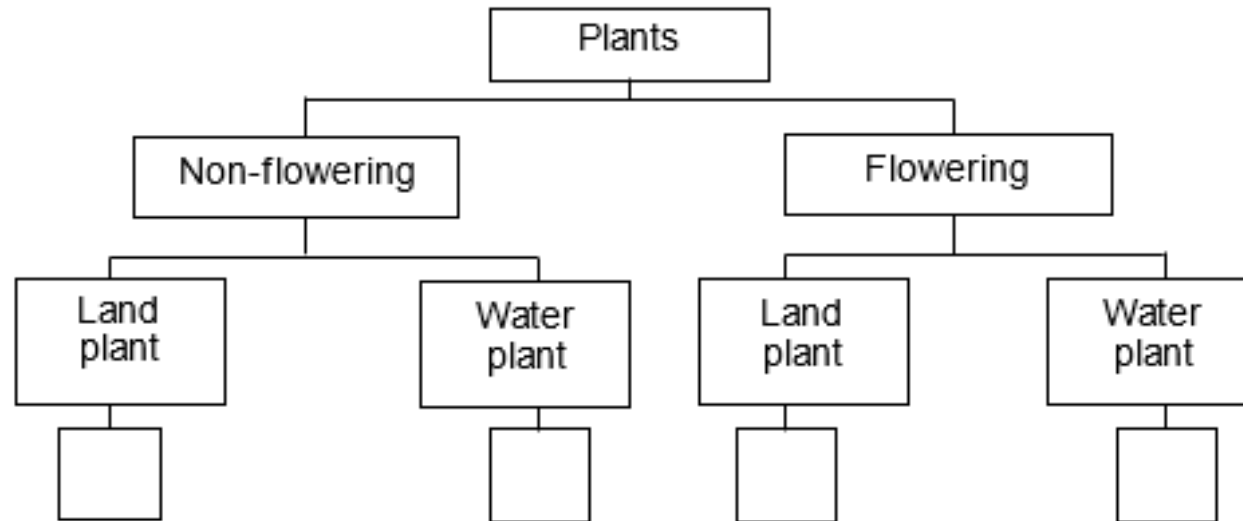 Plants
Non-flowering
Flowering
Land
plant
Water
plant
Land
plant
Water
plant